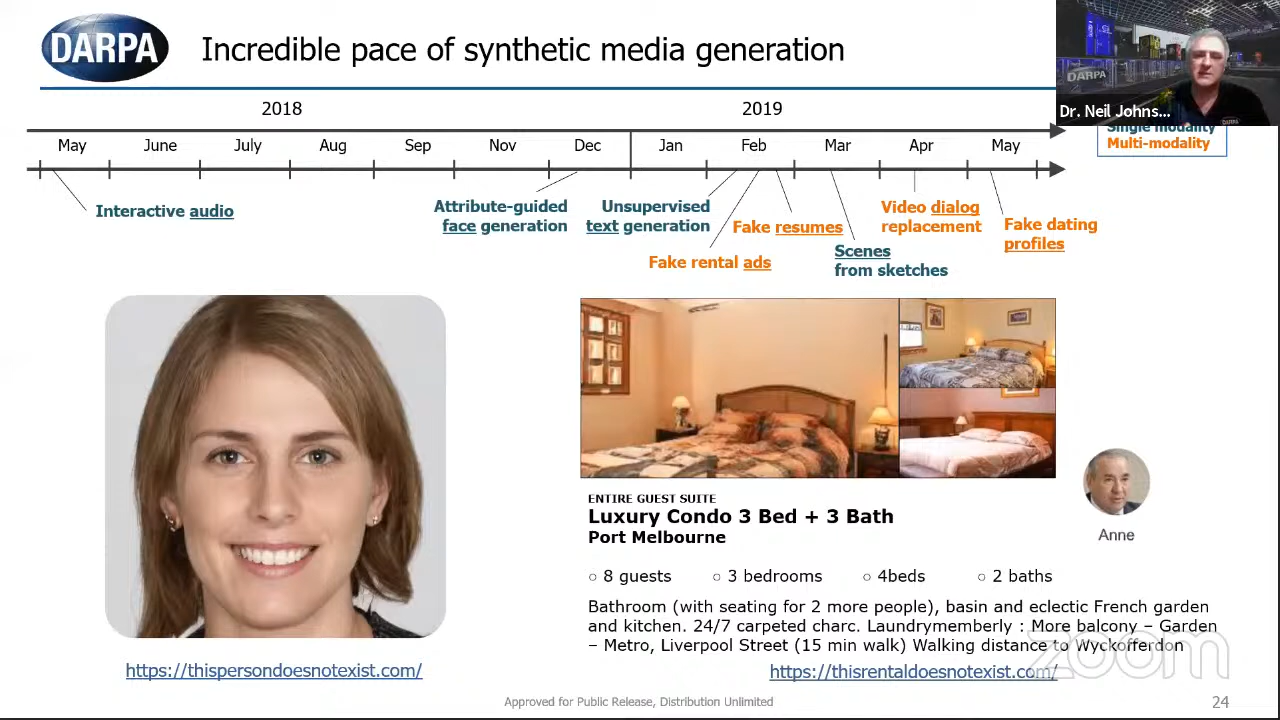 DARPA
Incredible pace of synthetic media generation
DARPA
DARPA
Dr. Neil Johns...
2018
2019
Single modality
Multi-modality
May
June
July
Aug
Sep
Nov
Dec
Jan
Feb
Mar
Apr
May
Interactive audio
Attribute-guided
face generation
Unsupervised
text generation
Fake rental ads
Fake resumes
Scenes
from sketches
Video dialog
replacement
Fake dating
profiles
ENTIRE GUEST SUITE
Luxury Condo 3 Bed + 3 Bath
Port Melbourne
Anne
○ 8 guests ○ 3 bedrooms ○ 4beds ○ 2 baths
Bathroom (with seating for 2 more people), basin and eclectic French garden
and kitchen. 24/7 carpeted charc. Laundrymemberly : More balcony – Garden
– Metro, Liverpool Street (15 min walk) Walking distance to Wyckofferdon
https://thispersondoesnotexist.com/
https://thisrentaldoesnotexist.com/
zoom
Approved for Public Release, Distribution Unlimited
24